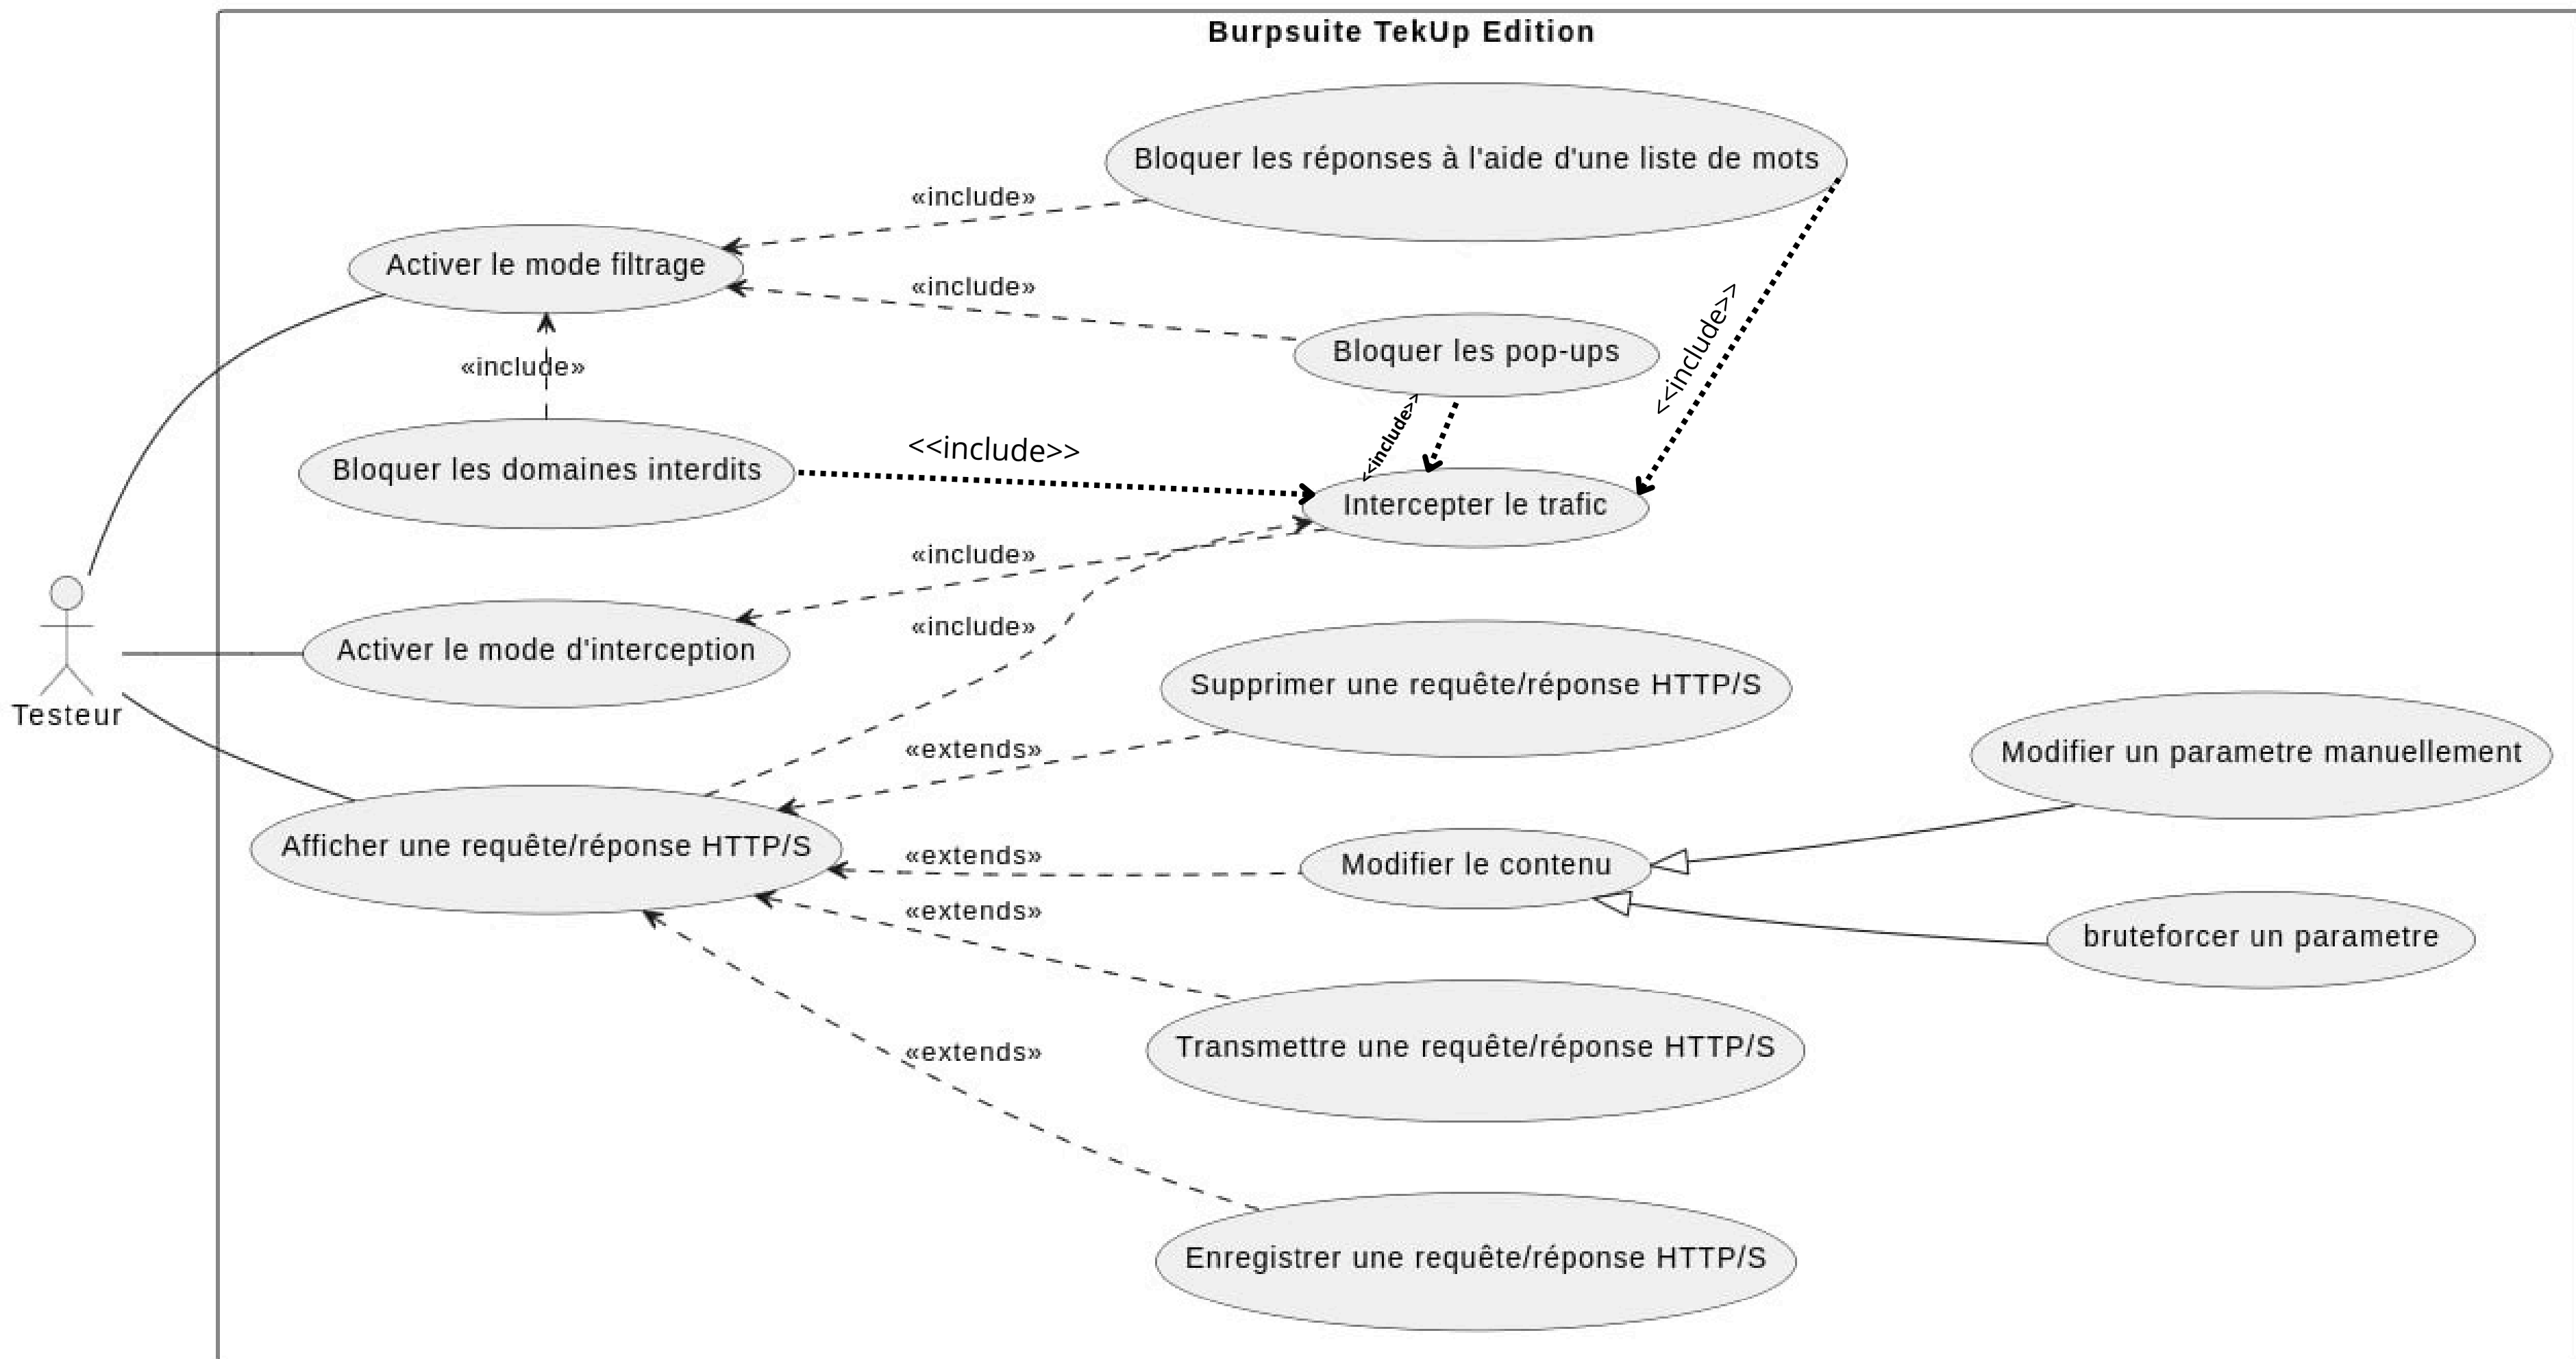 Burpsuite TekUp Edition
Bloquer les réponses à l'aide d'une liste de mots
«include»
Activer le mode filtrage
«include»
<<include>>
Bloquer les pop-ups
«include»
<<include>>
<<include>>
Bloquer les domaines interdits
Intercepter le trafic
«include»
«include»
Activer le mode d'interception
Supprimer une requête/réponse HTTP/S
Testeur
«extends»
Modifier un parametre manuellement
Afficher une requête/réponse HTTP/S
«extends»
Modifier le contenu
«extends»
bruteforcer un parametre
Transmettre une requête/réponse HTTP/S
«extends»
Enregistrer une requête/réponse HTTP/S